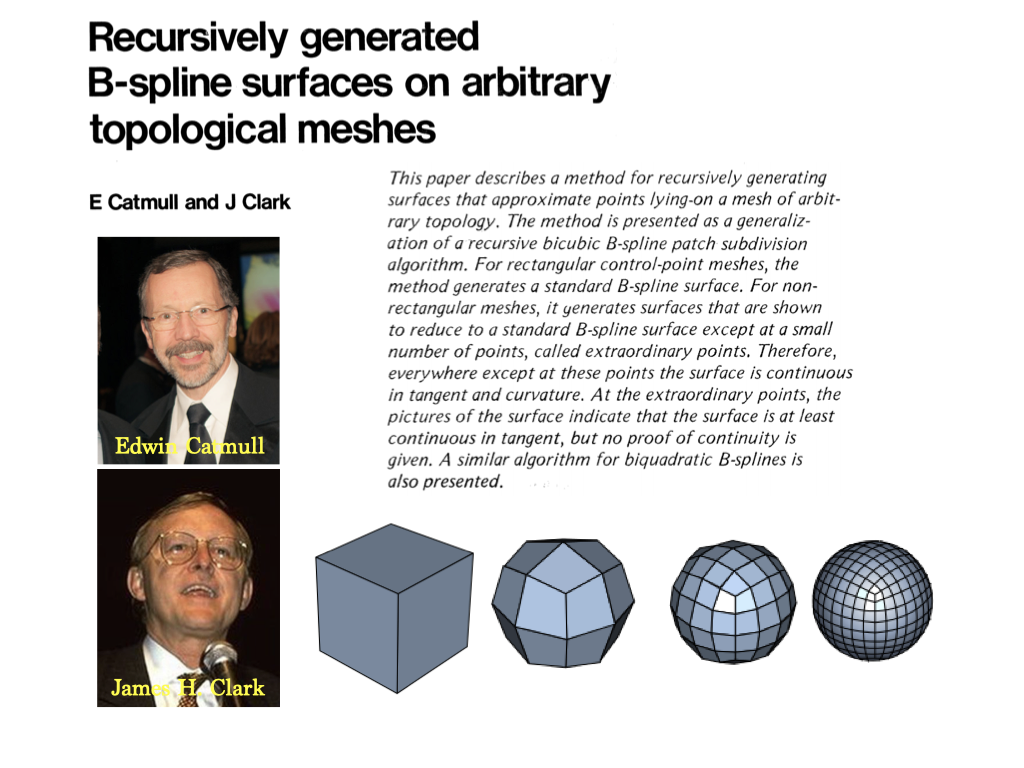 Recursively generated
B-spline surfaces on arbitrary
topological meshes
E Catmull and J Clark
This paper describes a method for recursively generating
surfaces that approximate points lying-on a mesh of arbit-
rary topology. The method is presented as a generaliz-
ation of a recursive bicubic B-spline patch subdivision
algorithm. For rectangular control-point meshes, the
method generates a standard B-spline surface. For non-
rectangular meshes, it generates surfaces that are shown
to reduce to a standard B-spline surface except at a small
number of points, called extraordinary points. Therefore,
everywhere except at these points the surface is continuous
in tangent and curvature. At the extraordinary points, the
pictures of the surface indicate that the surface is at least
continuous in tangent, but no proof of continuity is
given. A similar algorithm for biquadratic B-splines is
also presented.
Edwin Catmull
James H. Clark